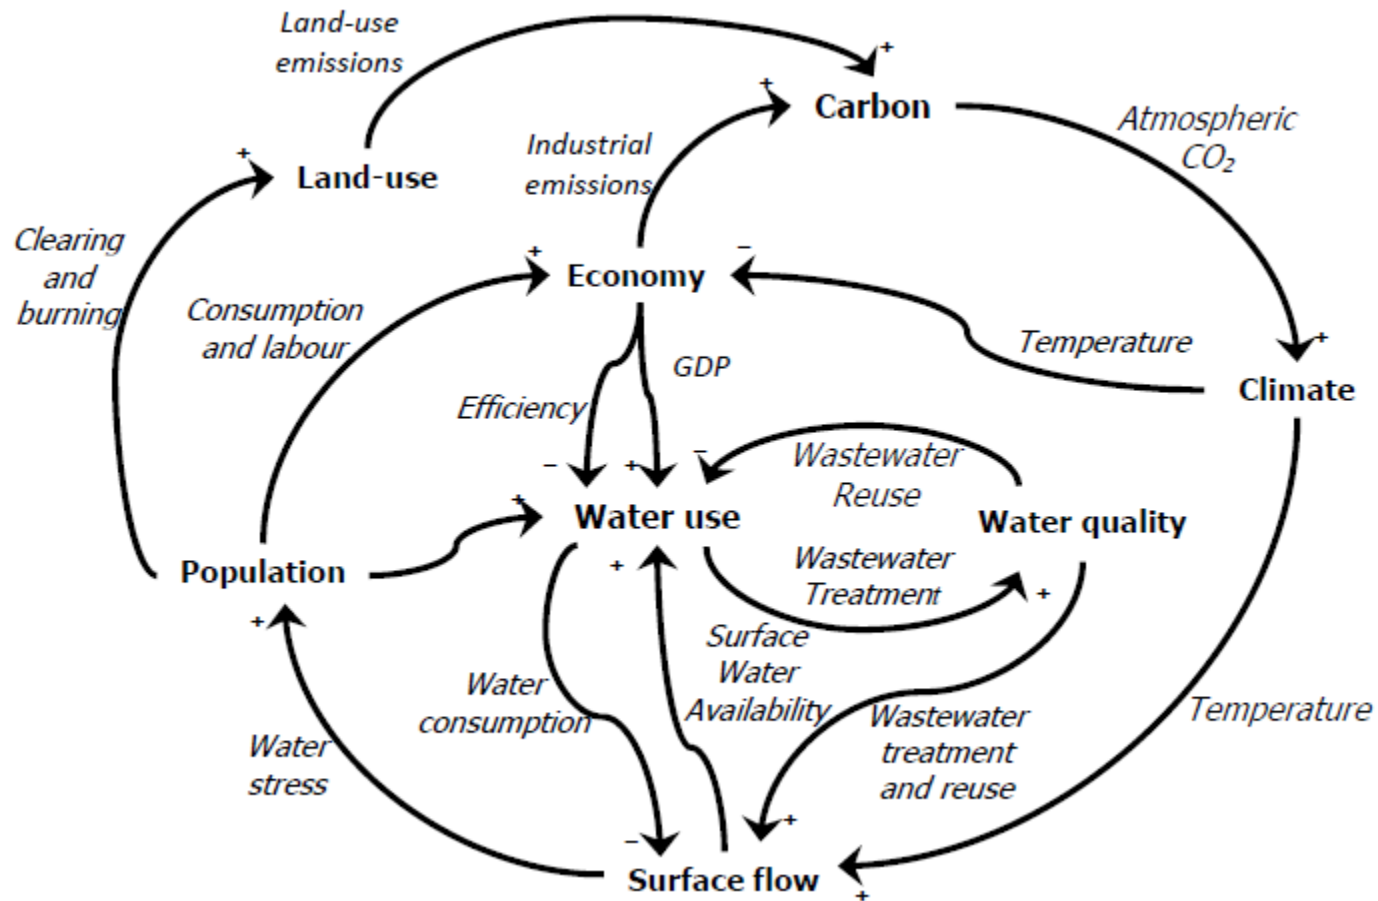 Land-use
emissions
+
+
Carbon
Atmospheric
CO₂
Industrial
emissions
+
Land-use
Clearing
and
burning
+
Economy
−
Consumption
and labour
Temperature
+
Climate
GDP
Efficiency
−
+
−
Wastewater
Reuse
+
Water use
Water quality
Wastewater
Treatment
+
+
Population
+
Surface
Water
Availability
Water
consumption
Wastewater
treatment
and reuse
Temperature
Water
stress
−
+
Surface flow
+